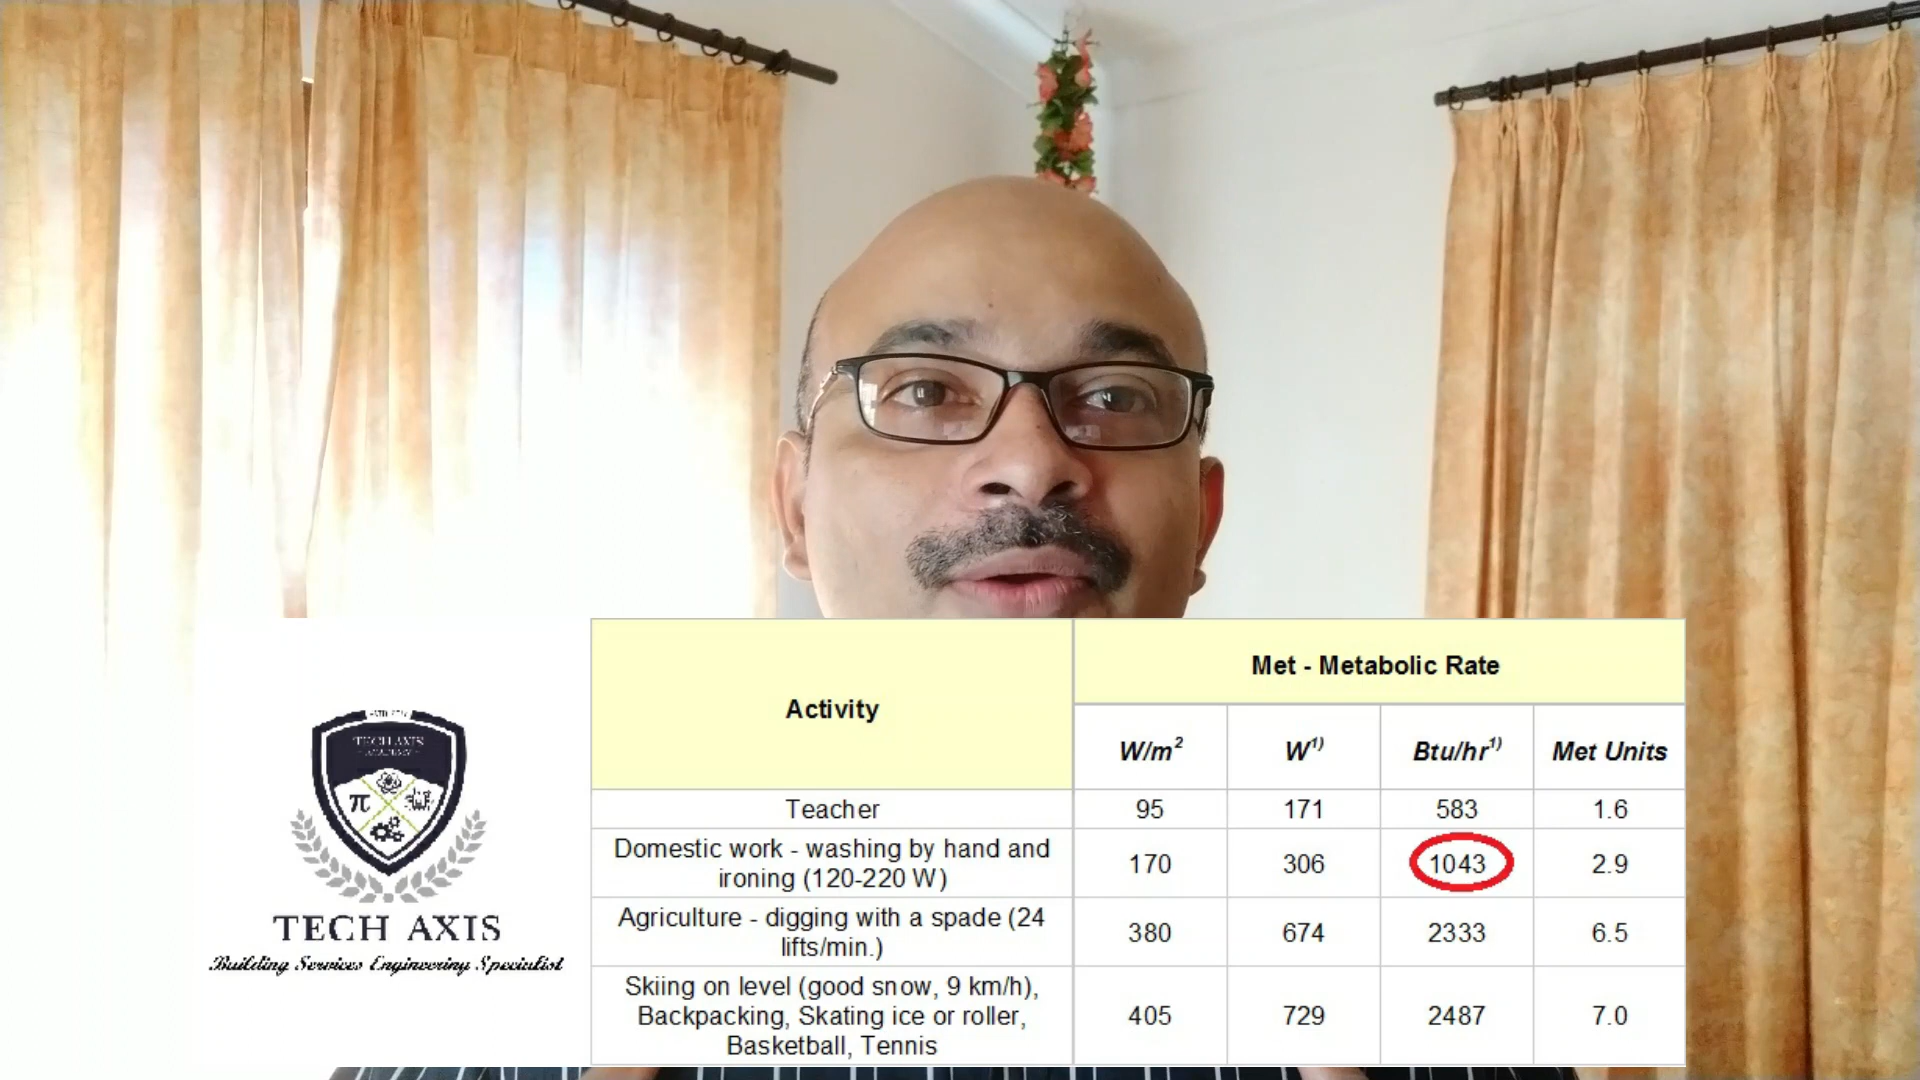 TECH AXIS
ACADEMY
π
TECH AXIS
Building Services Engineering Specialist
Activity
Met - Metabolic Rate
W/m² W¹⁾ Btu/hr¹⁾ Met Units
Teacher 95 171 583 1.6
Domestic work - washing by hand and
ironing (120-220 W) 170 306 1043 2.9
Agriculture - digging with a spade (24
lifts/min.) 380 674 2333 6.5
Skiing on level (good snow, 9 km/h),
Backpacking, Skating ice or roller, 405 729 2487 7.0
Basketball, Tennis